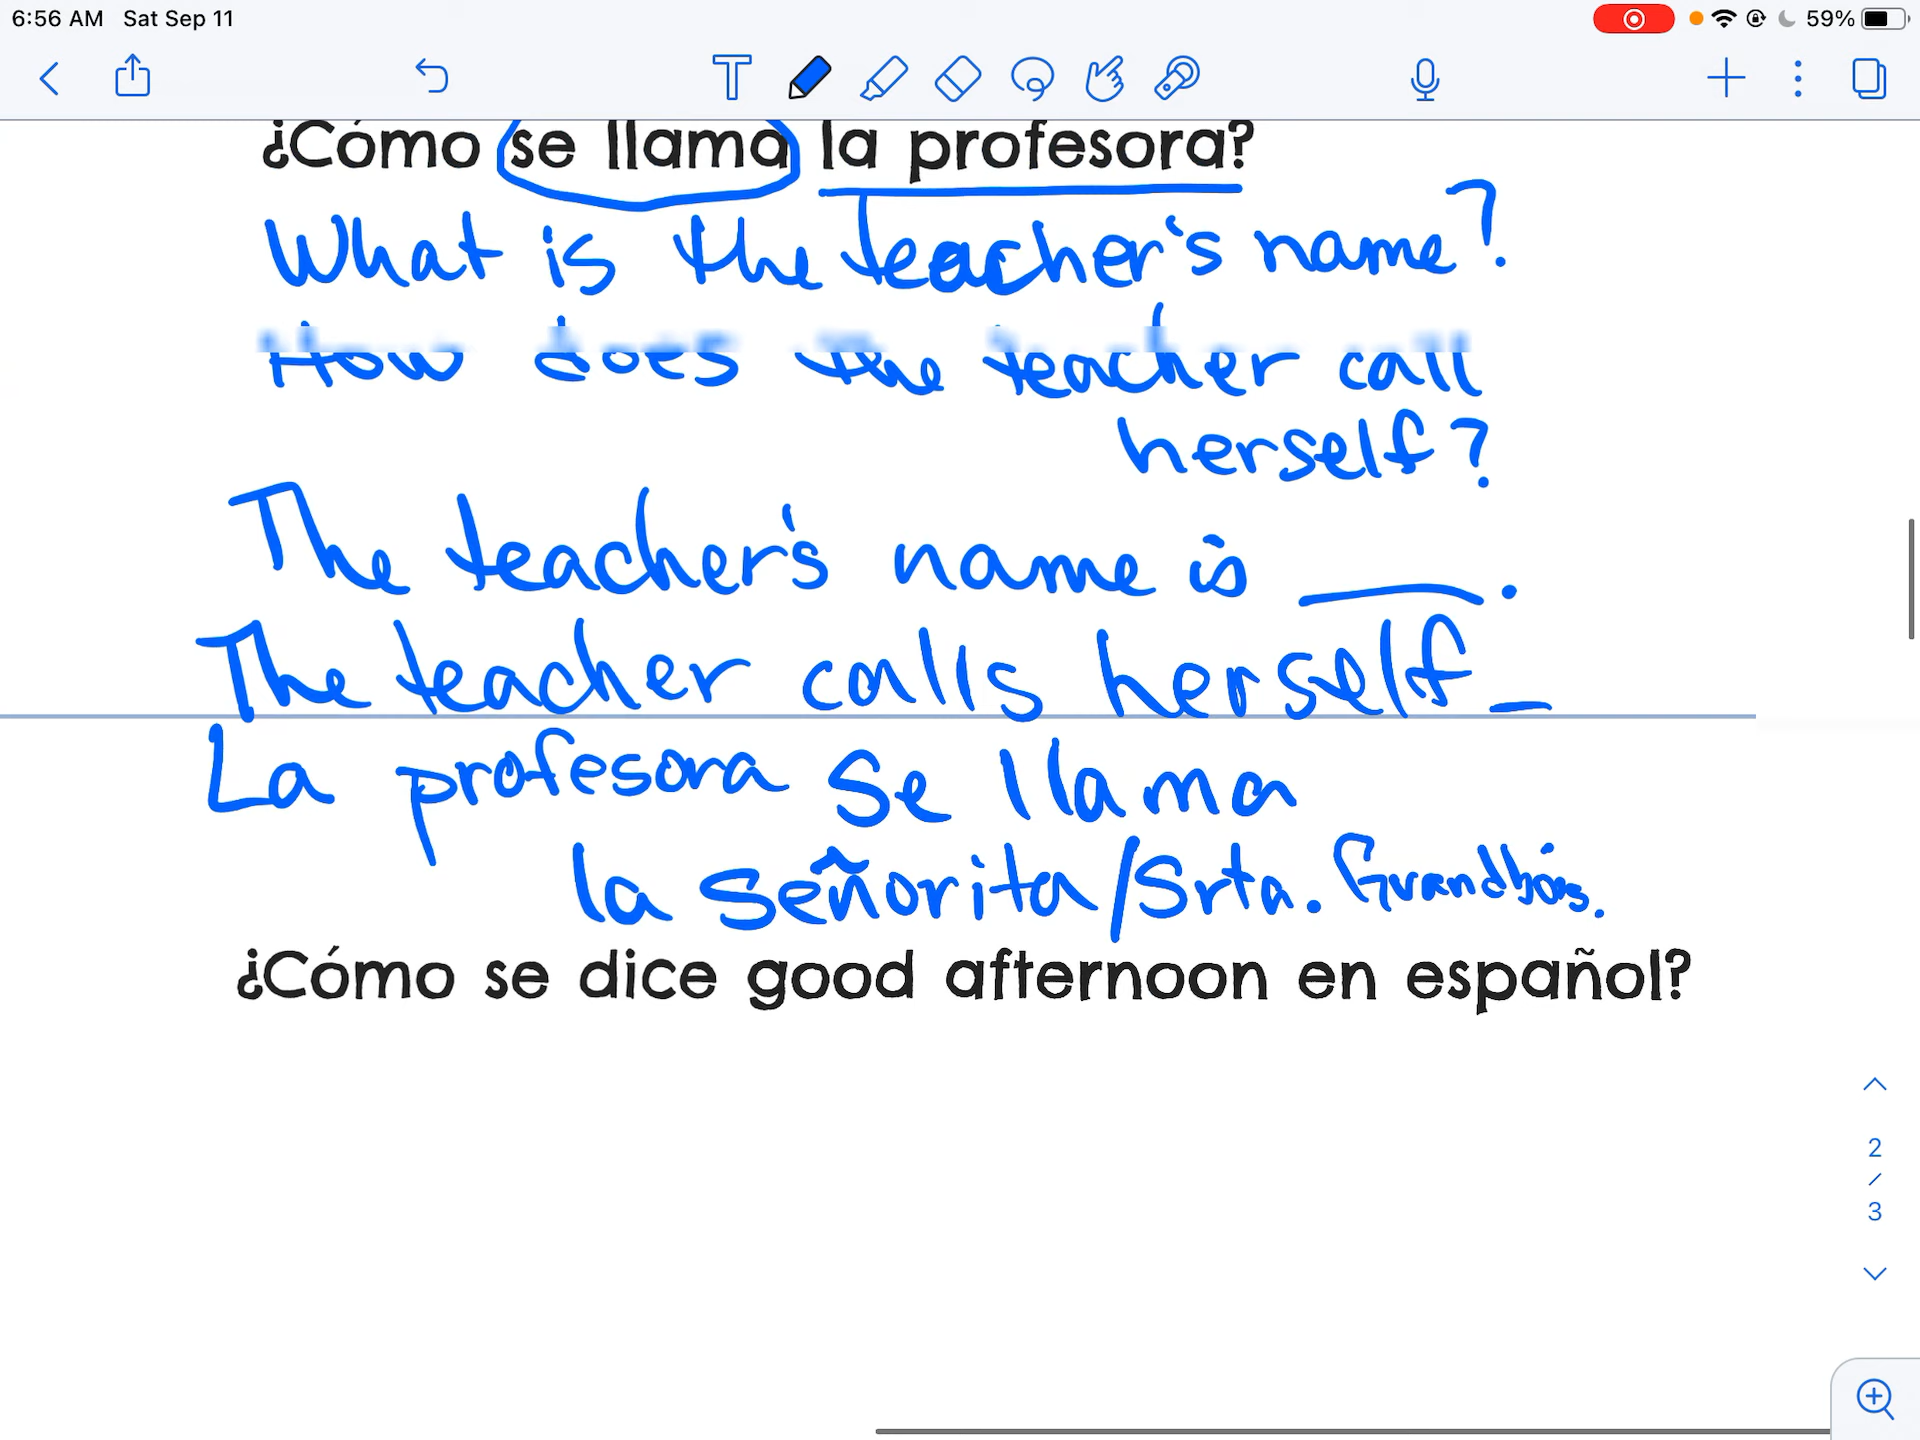 6:56 AM Sat Sep 11 59%
T
¿Cómo se llama la profesora?
What is the teacher's name?
How does the teacher call
herself?
The teacher's name is ____.
The teacher calls herself _
La profesora se llama
la señorita/Srta.
¿Cómo se dice good afternoon en español?
2
/
3